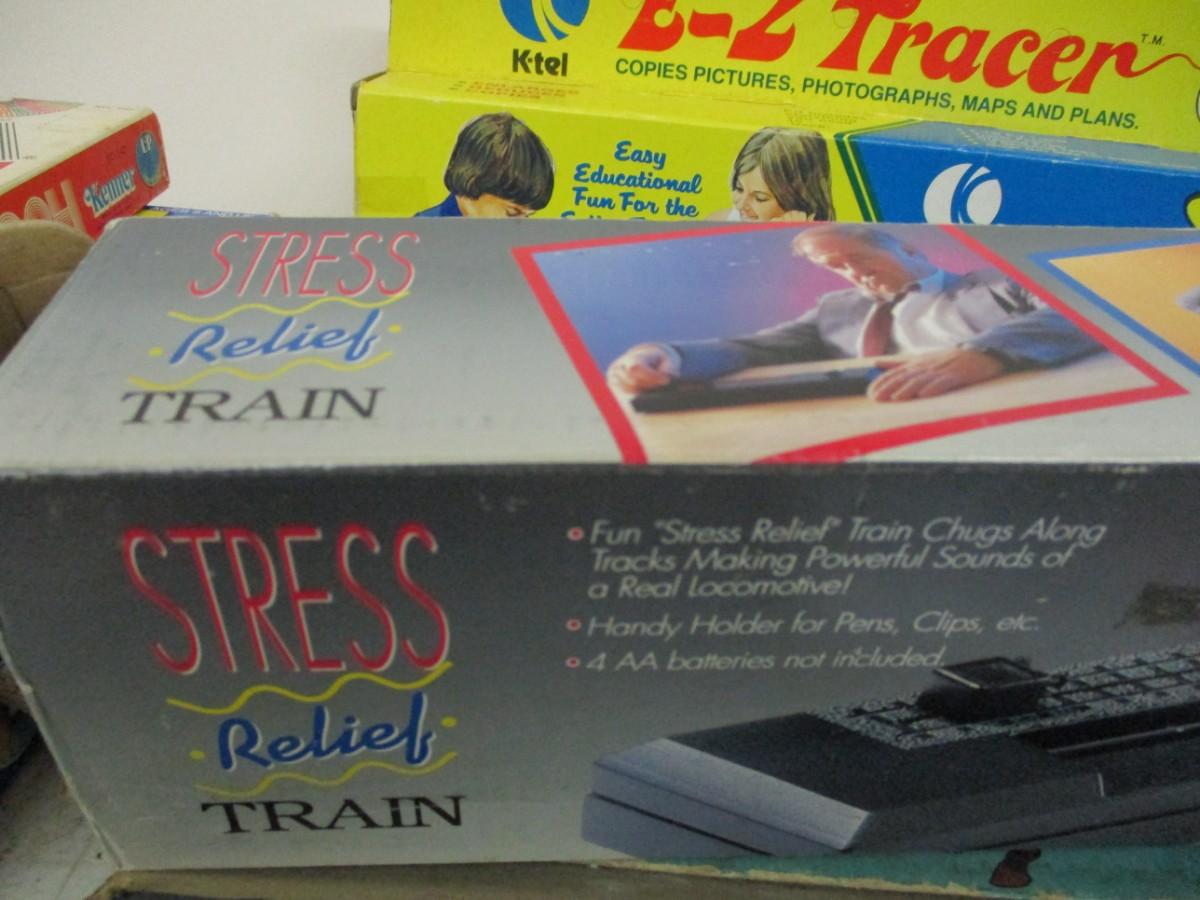 E-Z Tracer
T.M.
K-tel
COPIES PICTURES, PHOTOGRAPHS, MAPS AND PLANS.
Easy
Educational
Fun For the
Kenner
STRESS
Relief
TRAIN
STRESS
Relief
TRAIN
Fun "Stress Relief" Train Chugs Along
Tracks Making Powerful Sounds of
a Real Locomotive!
Handy Holder for Pens, Clips, etc.
4 AA batteries not included.